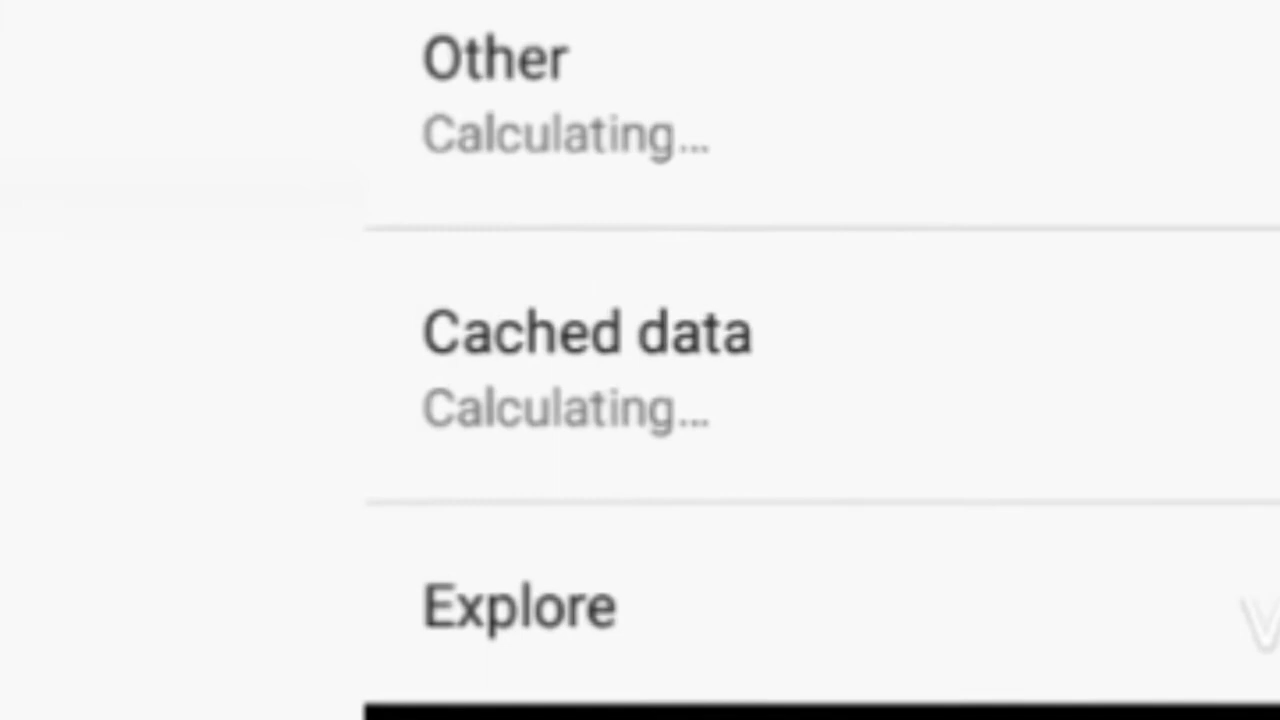 Other
Calculating...
Cached data
Calculating...
Explore